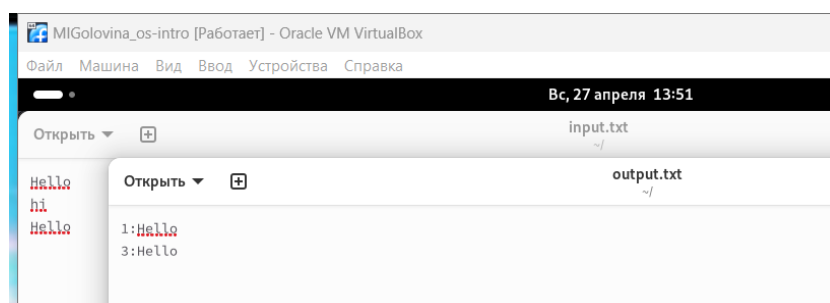 MIGolovina_os-intro [Работает] - Oracle VM VirtualBox
Файл Машина Вид Ввод Устройства Справка
Вс, 27 апреля 13:51
Открыть
input.txt
~/
Hello
hi
Hello
Открыть
output.txt
~/
1:Hello
3:Hello